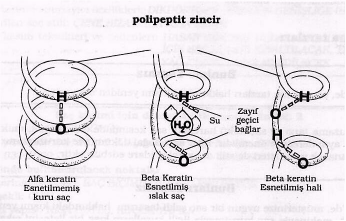 polipeptit zincir
H
O
H
H₂O
Su
Zayıf
geçici
bağlar
H
O
H
O
Alfa keratin
Esnetilmemiş
kuru saç
Beta Keratin
Esnetilmiş
ıslak saç
Beta keratin
Esnetilmiş hali